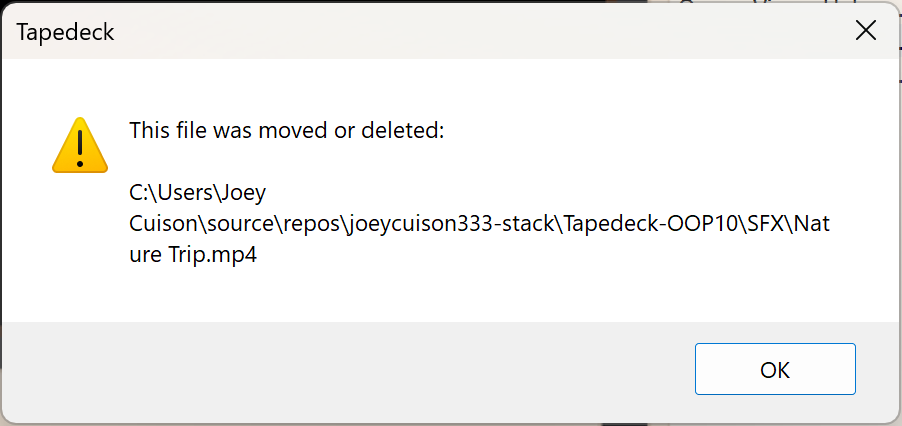 Tapedeck
This file was moved or deleted:
C:\Users\Joey
Cuison\source\repos\joeycuison333-stack\Tapedeck-OOP10\SFX\Nat
ure Trip.mp4
OK